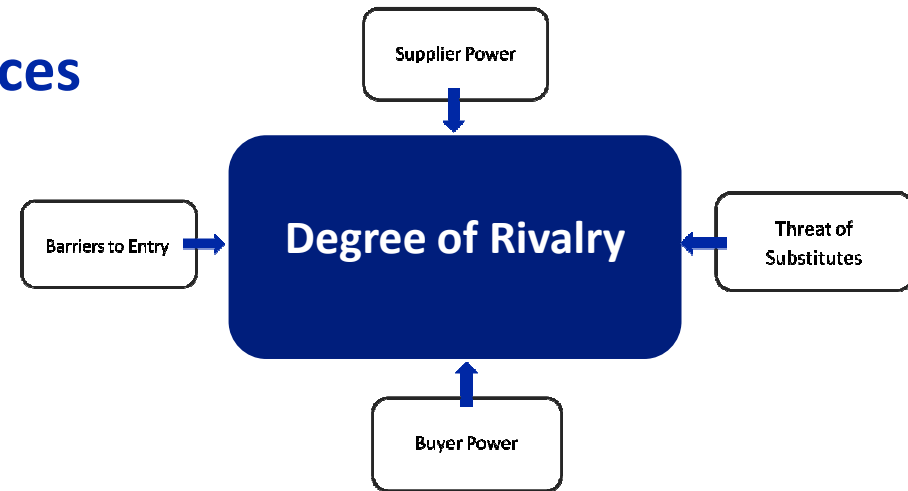 ces
Supplier Power
Barriers to Entry
Degree of Rivalry
Threat of
Substitutes
Buyer Power